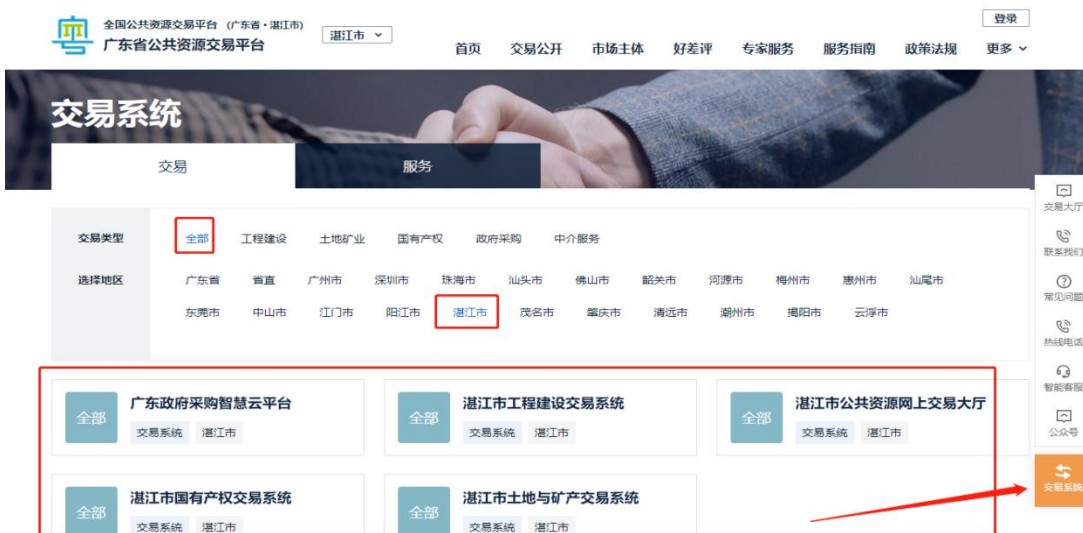 全国公共资源交易平台 (广东省·湛江市)
广东省公共资源交易平台
湛江市
登录
首页 交易公开 市场主体 好差评 专家服务 服务指南 政策法规 更多
交易系统
交易 服务
交易类型 全部 工程建设 土地矿业 国有产权 政府采购 中介服务
选择地区 广东省 省直 广州市 深圳市 珠海市 汕头市 佛山市 韶关市 河源市 梅州市 惠州市 汕尾市
东莞市 中山市 江门市 阳江市 湛江市 茂名市 肇庆市 清远市 潮州市 揭阳市 云浮市
全部 广东政府采购智慧云平台
交易系统 湛江市
全部 湛江市工程建设交易系统
交易系统 湛江市
全部 湛江市公共资源网上交易大厅
交易系统 湛江市
全部 湛江市国有产权交易系统
交易系统 湛江市
全部 湛江市土地与矿产交易系统
交易系统 湛江市
交易大厅
联系我们
常见问题
热线电话
智能客服
公众号
交易系统